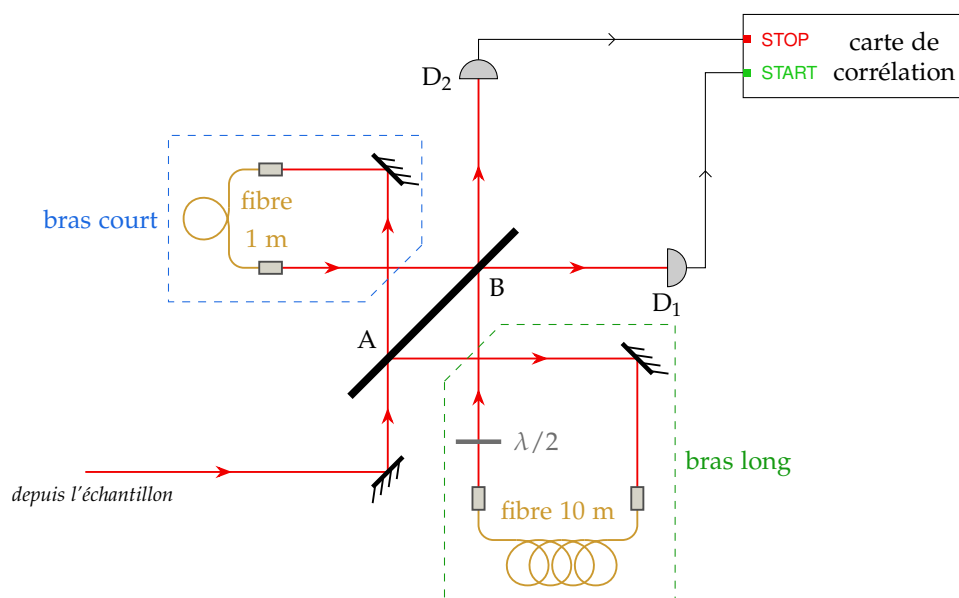 D₂
STOP
START
carte de
corrélation
bras court
fibre
1 m
B
D₁
A
λ/2
bras long
depuis l'échantillon
fibre 10 m